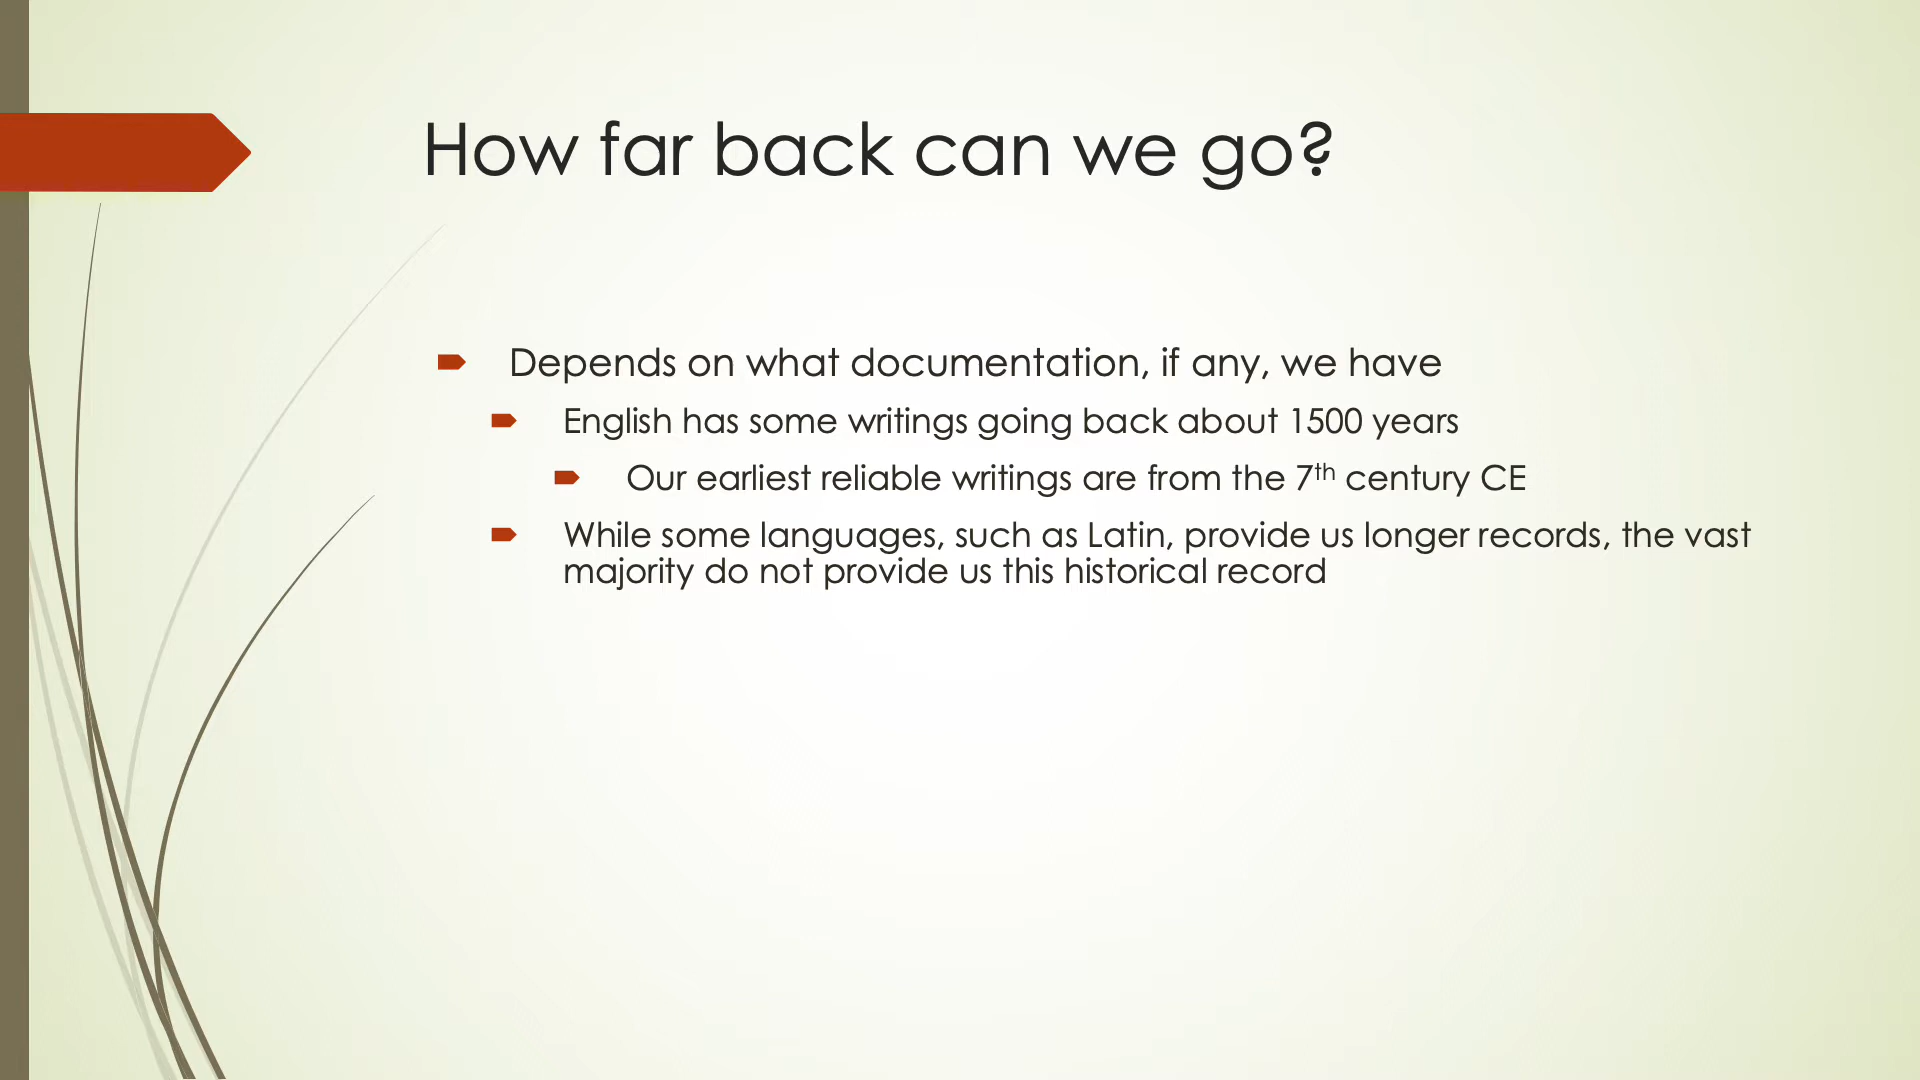 How far back can we go?
Depends on what documentation, if any, we have
English has some writings going back about 1500 years
Our earliest reliable writings are from the 7th century CE
While some languages, such as Latin, provide us longer records, the vast
majority do not provide us this historical record